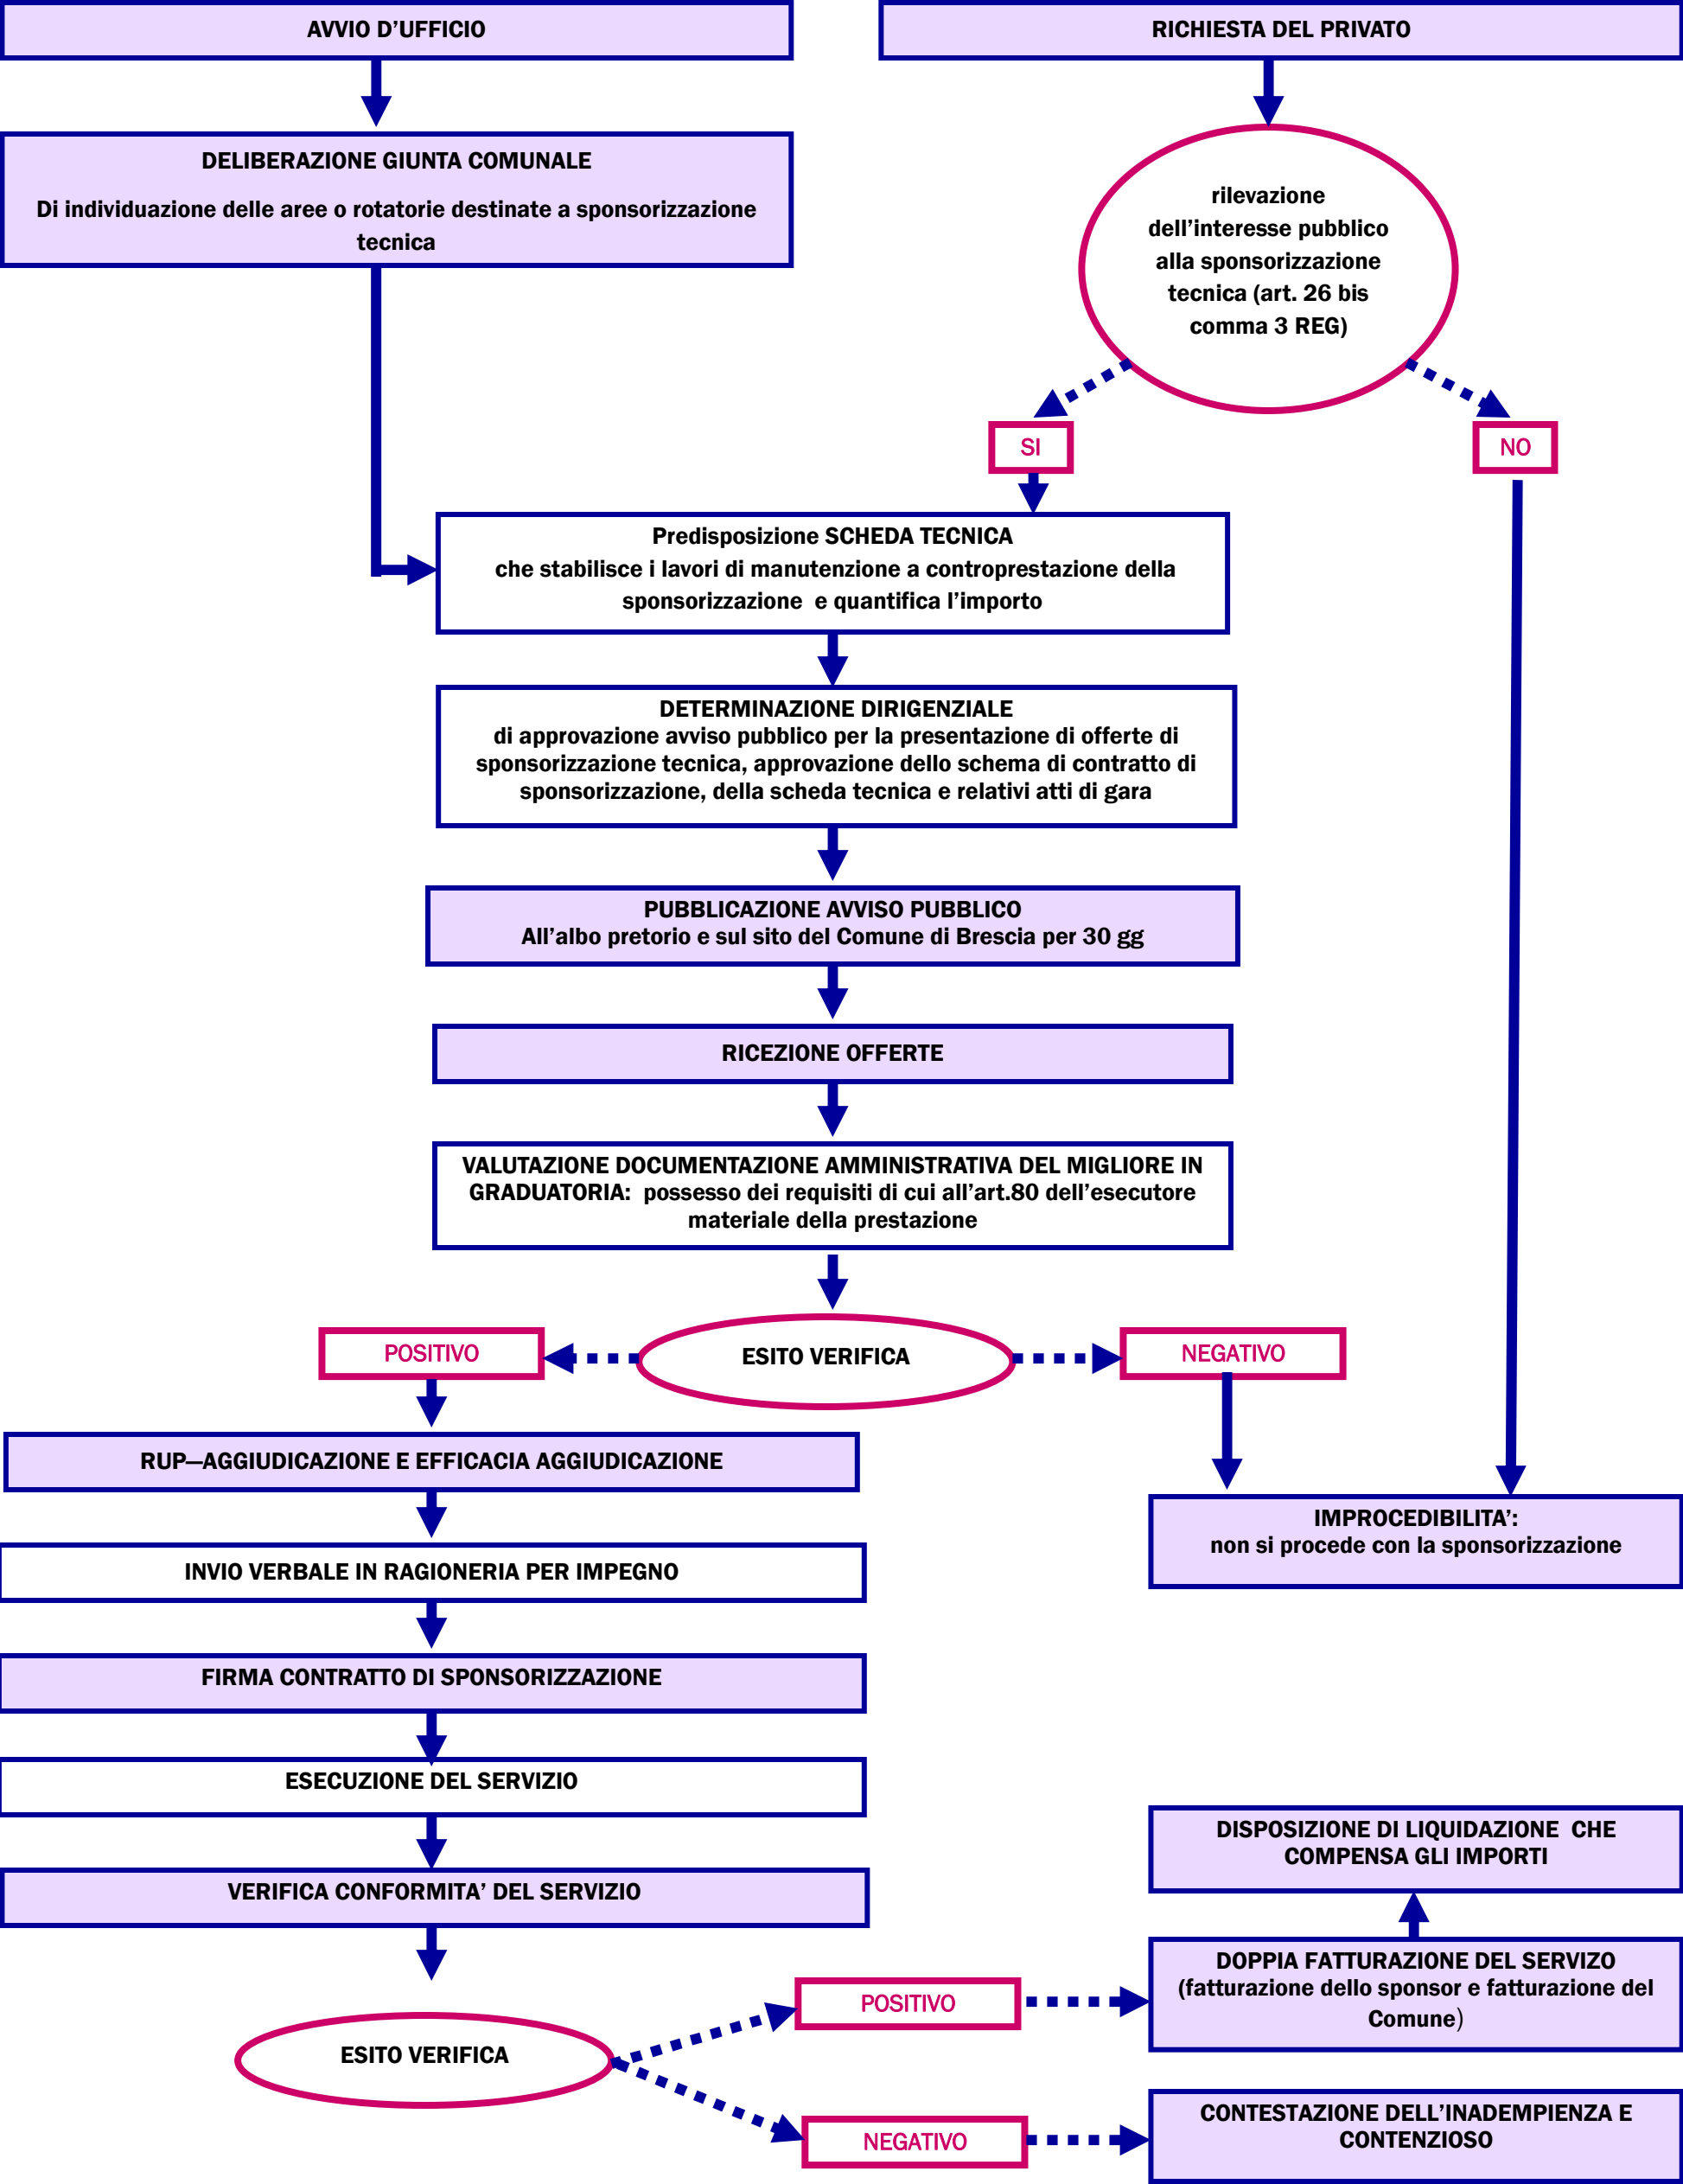 AVVIO D'UFFICIO
RICHIESTA DEL PRIVATO
DELIBERAZIONE GIUNTA COMUNALE
Di individuazione delle aree o rotatorie destinate a sponsorizzazione
tecnica
rilevazione
dell'interesse pubblico
alla sponsorizzazione
tecnica (art. 26 bis
comma 3 REG)
SI
NO
Predisposizione SCHEDA TECNICA
che stabilisce i lavori di manutenzione a controprestazione della
sponsorizzazione e quantifica l'importo
DETERMINAZIONE DIRIGENZIALE
di approvazione avviso pubblico per la presentazione di offerte di
sponsorizzazione tecnica, approvazione dello schema di contratto di
sponsorizzazione, della scheda tecnica e relativi atti di gara
PUBBLICAZIONE AVVISO PUBBLICO
All'albo pretorio e sul sito del Comune di Brescia per 30 gg
RICEZIONE OFFERTE
VALUTAZIONE DOCUMENTAZIONE AMMINISTRATIVA DEL MIGLIORE IN
GRADUATORIA: possesso dei requisiti di cui all'art.80 dell'esecutore
materiale della prestazione
POSITIVO
ESITO VERIFICA
NEGATIVO
RUP—AGGIUDICAZIONE E EFFICACIA AGGIUDICAZIONE
IMPROCEDIBILITA':
non si procede con la sponsorizzazione
INVIO VERBALE IN RAGIONERIA PER IMPEGNO
FIRMA CONTRATTO DI SPONSORIZZAZIONE
ESECUZIONE DEL SERVIZIO
VERIFICA CONFORMITA' DEL SERVIZIO
DISPOSIZIONE DI LIQUIDAZIONE CHE
COMPENSA GLI IMPORTI
DOPPIA FATTURAZIONE DEL SERVIZO
(fatturazione dello sponsor e fatturazione del
Comune)
POSITIVO
ESITO VERIFICA
NEGATIVO
CONTESTAZIONE DELL'INADEMPIENZA E
CONTENZIOSO